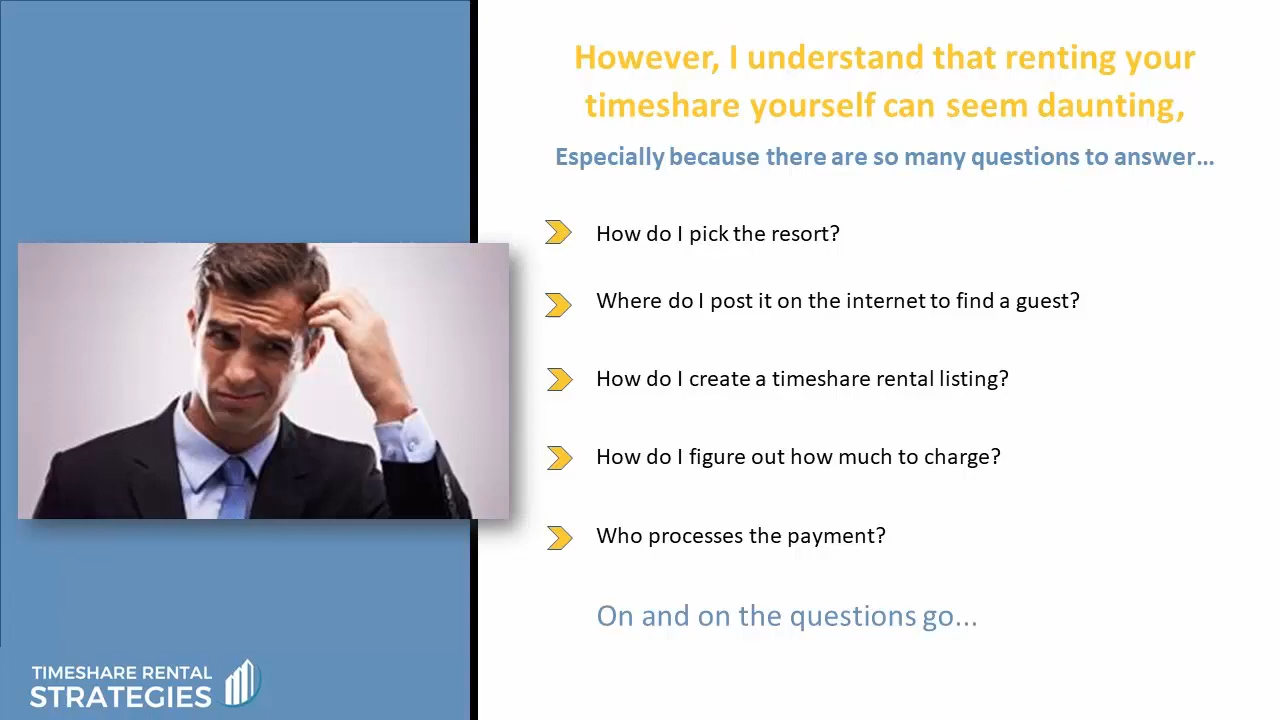 However, I understand that renting your
timeshare yourself can seem daunting,
Especially because there are so many questions to answer...
How do I pick the resort?
Where do I post it on the internet to find a guest?
How do I create a timeshare rental listing?
How do I figure out how much to charge?
Who processes the payment?
On and on the questions go...
TIMESHARE RENTAL
STRATEGIES